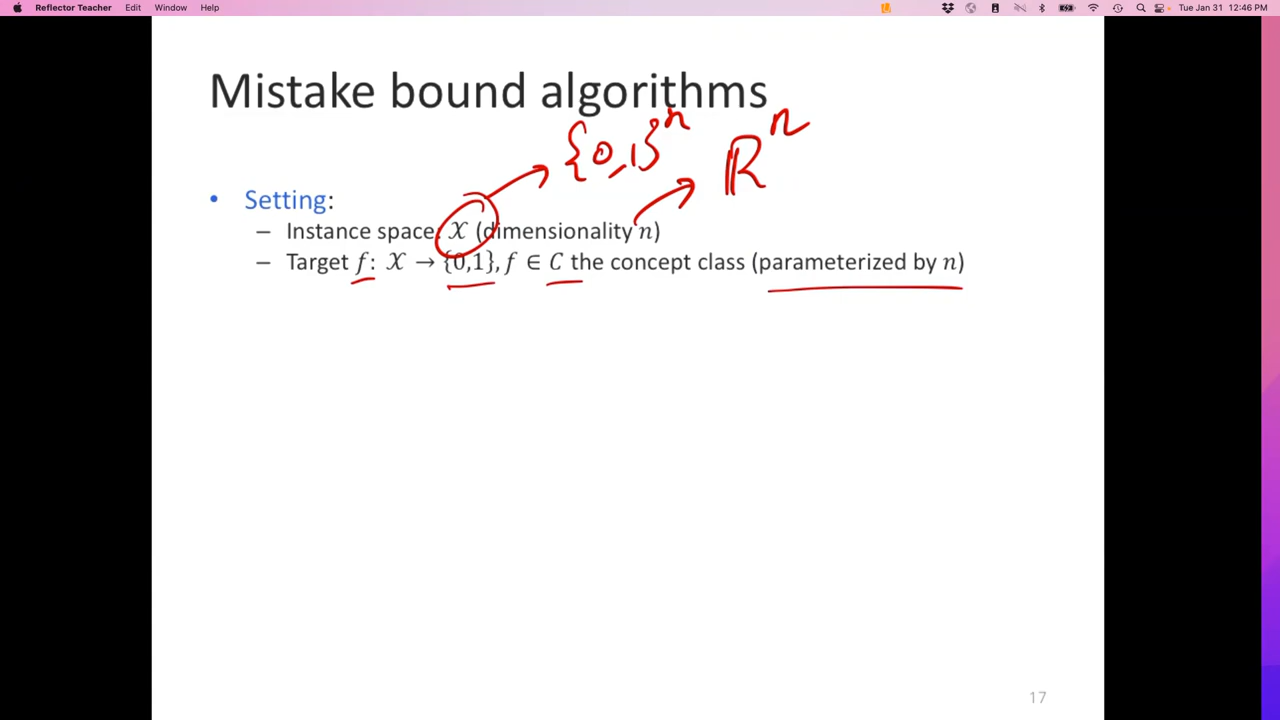 Reflector Teacher Edit Window Help Tue Jan 31 12:46 PM
Mistake bound algorithms
{0,1}ⁿ ℝⁿ
• Setting:
– Instance space: 𝒳 (dimensionality n)
– Target f: 𝒳 → {0,1}, f ∈ C the concept class (parameterized by n)
17